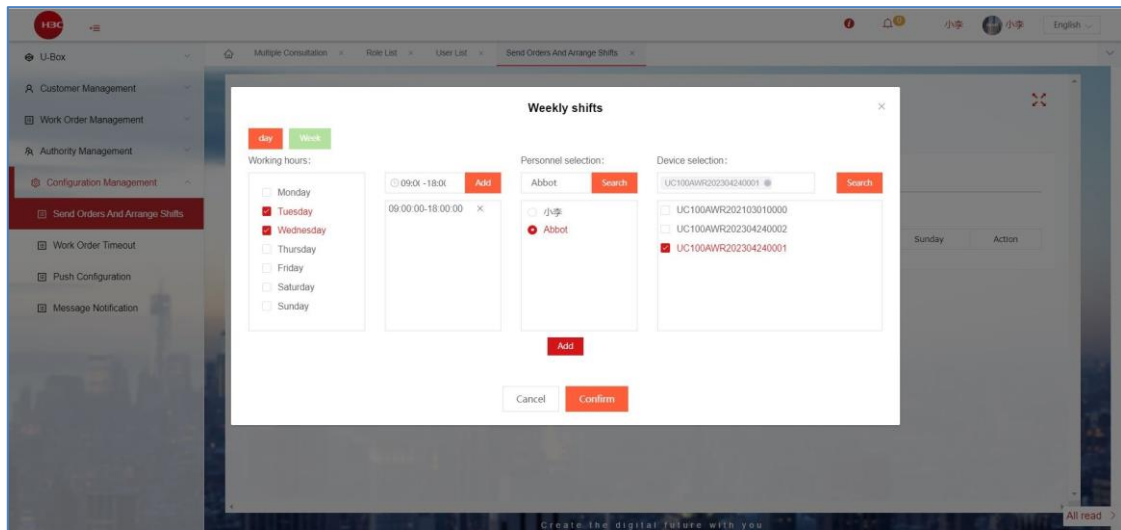 H3C
0
小李
小李
English
U-Box
Multiple Consultation ×
Role List ×
User List ×
Send Orders And Arrange Shifts ×
Customer Management
Work Order Management
Authority Management
Configuration Management
Send Orders And Arrange Shifts
Work Order Timeout
Push Configuration
Message Notification
Weekly shifts ×
day
Week
Working hours:
Monday
Tuesday
Wednesday
Thursday
Friday
Saturday
Sunday
Add
09:00:00-18:00:00 ×
Personnel selection:
Abbot
Search
小李
Abbot
Device selection:
UC100AWR202304240001
Search
UC100AWR202103010000
UC100AWR202304240002
UC100AWR202304240001
Add
Cancel
Confirm
Sunday
Action
Create the digital future with you
All read